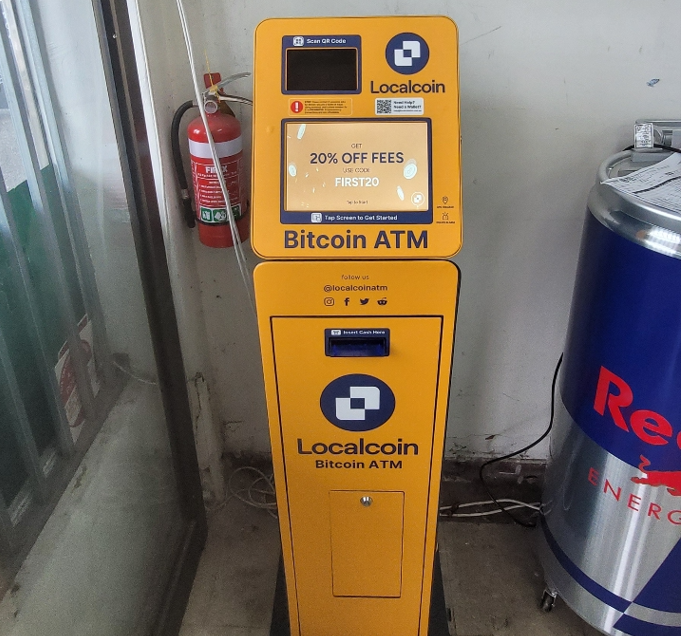 Scan QR Code
Localcoin
Need Help?
Need a Wallet?
GET
20% OFF FEES
USE CODE
FIRST20
Tap Screen to Get Started
Bitcoin ATM
follow us
@localcoinatm
Insert Cash Here
Localcoin
Bitcoin ATM
Red
ENERG